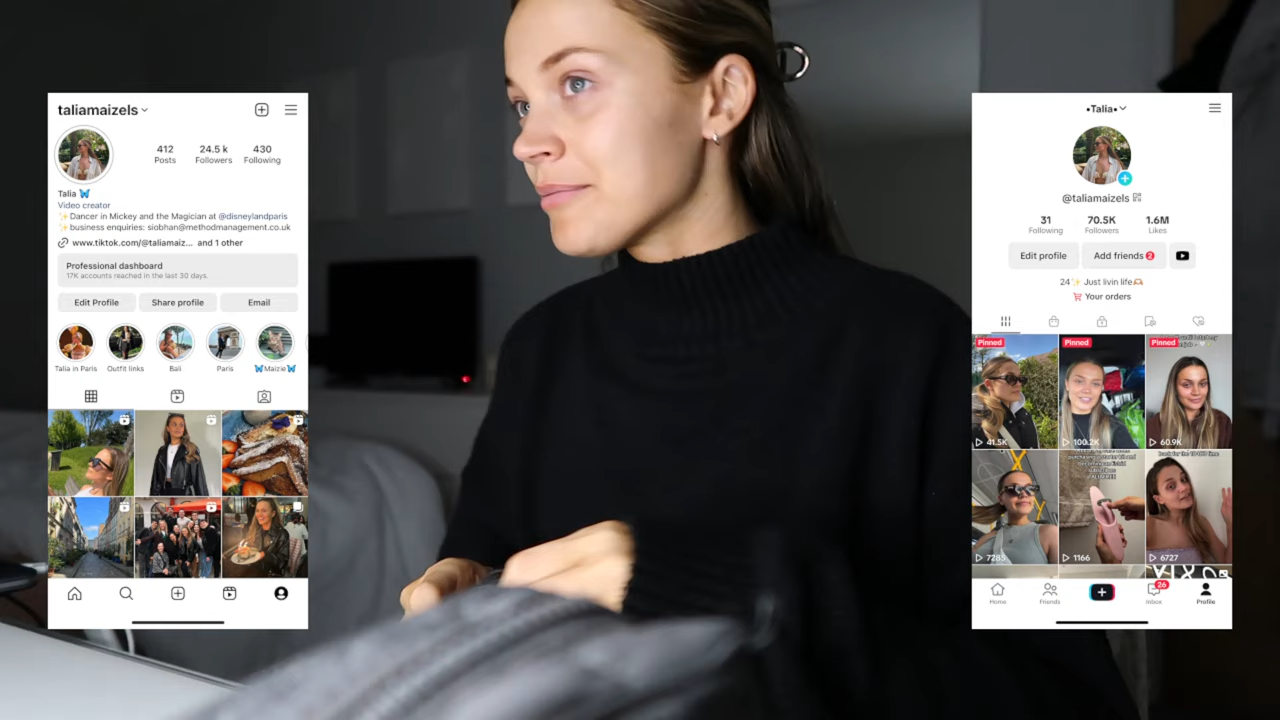 taliamaizels
412
Posts
24.5 k
Followers
430
Following
Talia 🦋
Video creator
✨Dancer in Mickey and the Magician at @disneylandparis
✨business enquiries: siobhan@methodmanagement.co.uk
www.tiktok.com/@taliamaiz... and 1 other
Professional dashboard
17K accounts reached in the last 30 days.
Edit Profile
Share profile
Email
Talia in Paris
Outfit links
Bali
Paris
🦋Maizie🦋
•Talia•
@taliamaizels
31
Following
70.5K
Followers
1.6M
Likes
Edit profile
Add friends 2
24✨ Just livin life🫶🏼
Your orders
Pinned
Pinned
Pinned
41.5K
100.2K
60.9K
7285
1166
6727
Home
Friends
26
Inbox
Profile